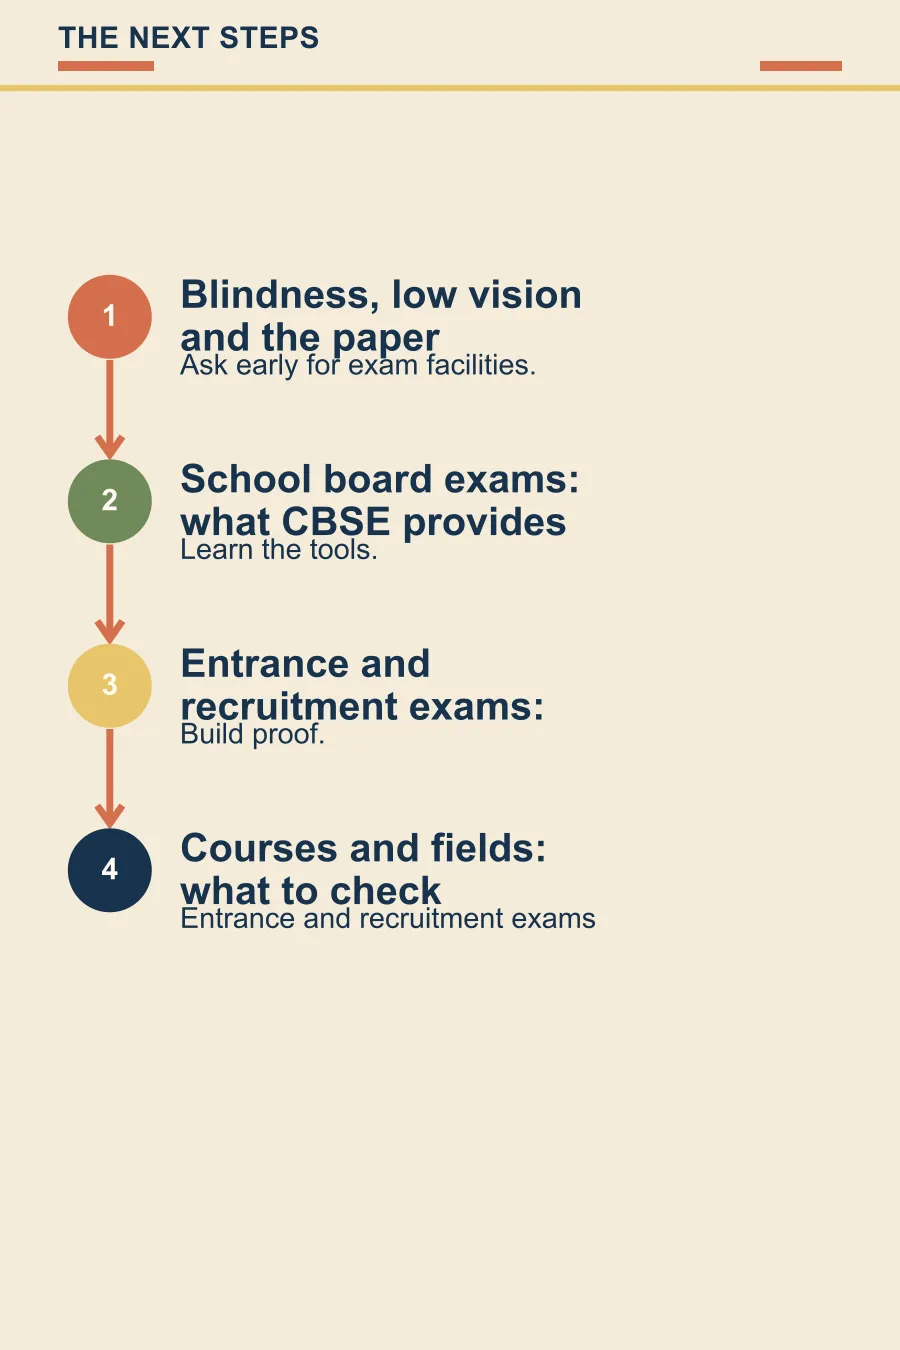 THE NEXT STEPS
1
Blindness, low vision
and the paper
Ask early for exam facilities.
2
School board exams:
what CBSE provides
Learn the tools.
3
Entrance and
recruitment exams:
Build proof.
4
Courses and fields:
what to check
Entrance and recruitment exams